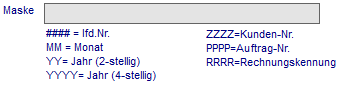 Maske
#### = lfd.Nr.
MM = Monat
YY= Jahr (2-stellig)
YYYY= Jahr (4-stellig)
ZZZZ=Kunden-Nr.
PPPP=Auftrag-Nr.
RRRR=Rechnungskennung